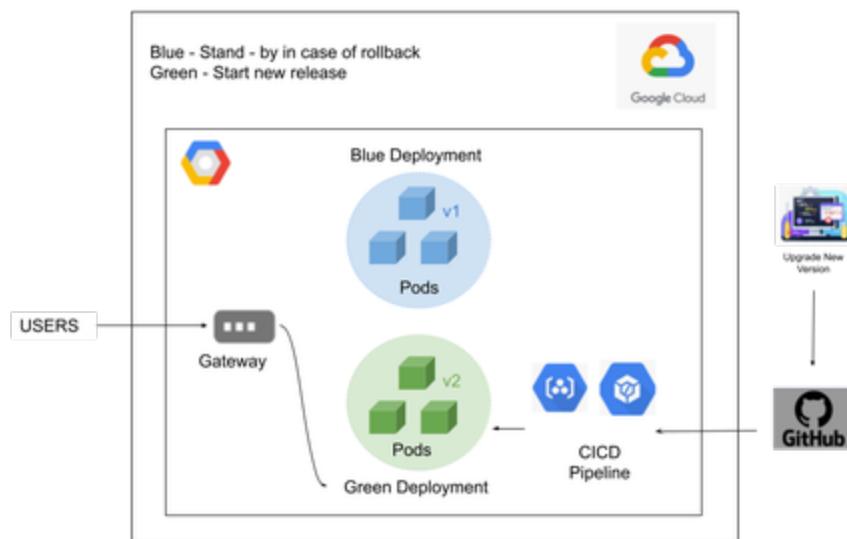 Blue - Stand - by in case of rollback
Green - Start new release
Google Cloud
Blue Deployment
v1
Pods
Upgrade New
Version
USERS
Gateway
v2
Pods
Green Deployment
CICD
Pipeline
GitHub